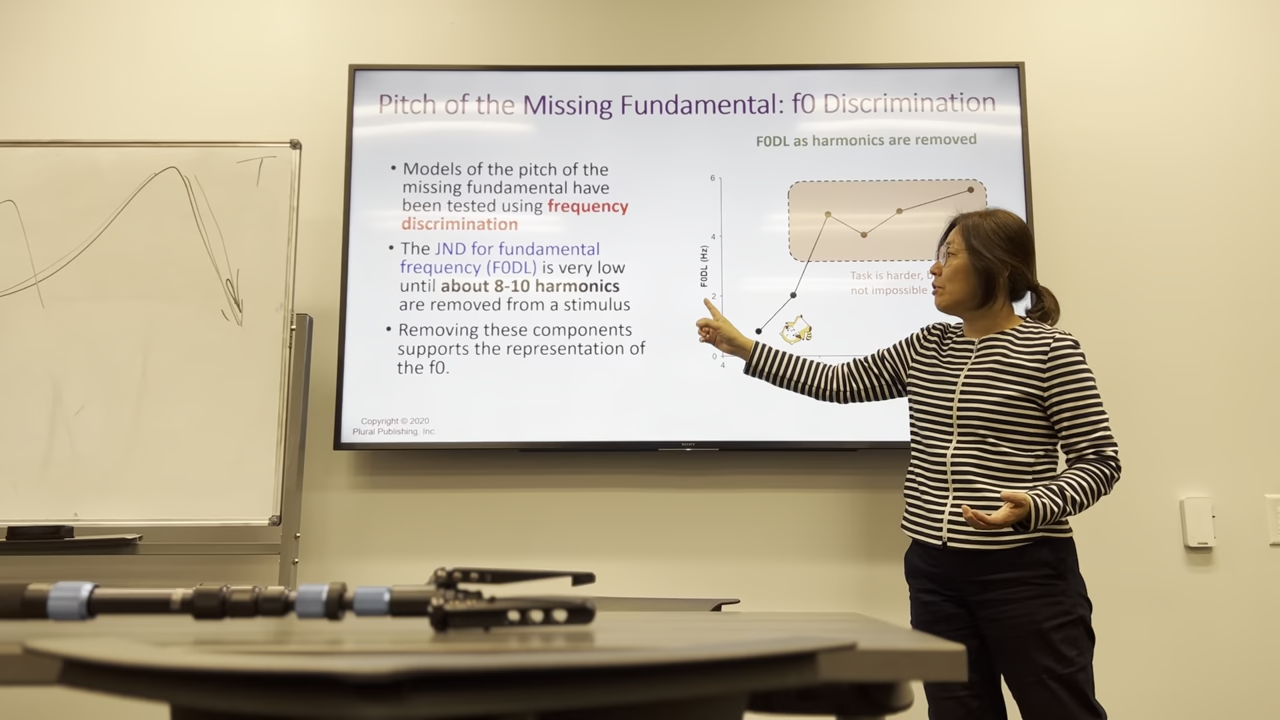 Pitch of the Missing Fundamental: f0 Discrimination
F0DL as harmonics are removed
• Models of the pitch of the
missing fundamental have
been tested using frequency
discrimination
• The JND for fundamental
frequency (F0DL) is very low
until about 8-10 harmonics
are removed from a stimulus
• Removing these components
supports the representation of
the f0.
6
4
F0DL (Hz)
2
0
4
Task is harder,
not impossible
Copyright © 2020
Plural Publishing, Inc
SONY
T